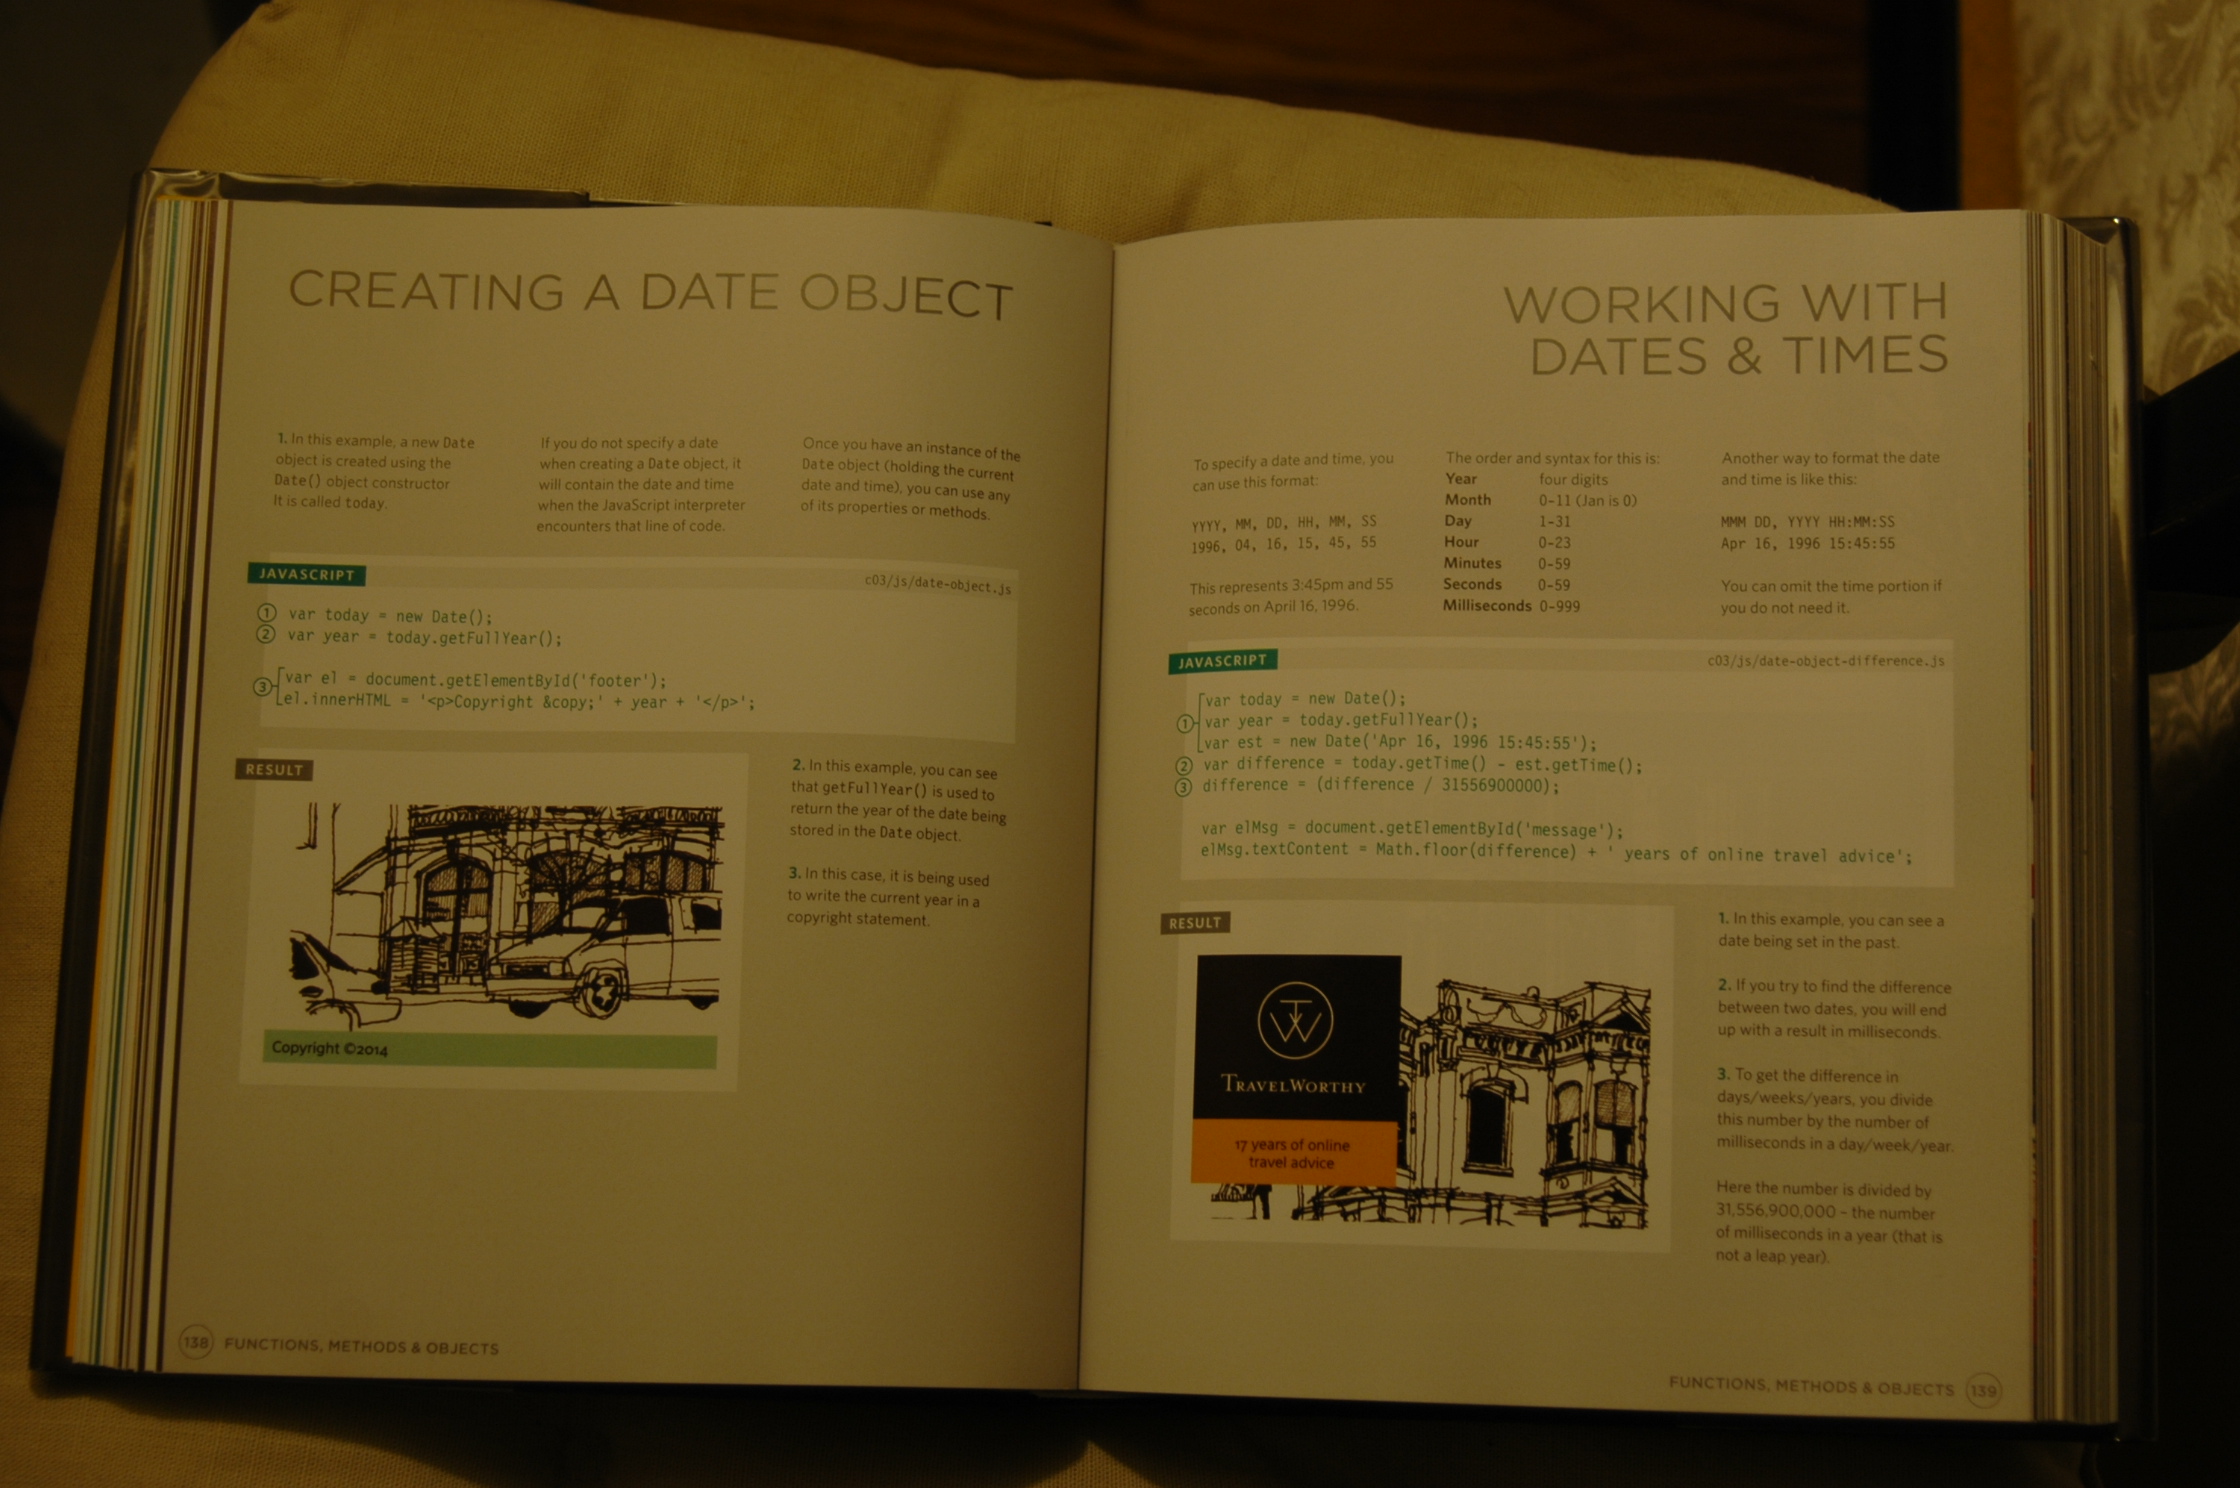 CREATING A DATE OBJECT
1. In this example, a new Date
object is created using the
Date() object constructor
It is called today.
If you do not specify a date
when creating a Date object, it
will contain the date and time
when the JavaScript interpreter
encounters that line of code.
Once you have an instance of the
Date object (holding the current
date and time), you can use any
of its properties or methods.
JAVASCRIPT
c03/js/date-object.js
1 var today = new Date();
2 var year = today.getFullYear();
3 var el = document.getElementById('footer');
el.innerHTML = '<p>Copyright &copy;' + year + '</p>';
RESULT
Copyright ©2014
2. In this example, you can see
that getFullYear() is used to
return the year of the date being
stored in the Date object.
3. In this case, it is being used
to write the current year in a
copyright statement.
138 FUNCTIONS, METHODS & OBJECTS
WORKING WITH
DATES & TIMES
To specify a date and time, you
can use this format:
YYYY, MM, DD, HH, MM, SS
1996, 04, 16, 15, 45, 55
This represents 3:45pm and 55
seconds on April 16, 1996.
The order and syntax for this is:
Year four digits
Month 0-11 (Jan is 0)
Day 1-31
Hour 0-23
Minutes 0-59
Seconds 0-59
Milliseconds 0-999
Another way to format the date
and time is like this:
MMM DD, YYYY HH:MM:SS
Apr 16, 1996 15:45:55
You can omit the time portion if
you do not need it.
JAVASCRIPT
c03/js/date-object-difference.js
var today = new Date();
1 var year = today.getFullYear();
var est = new Date('Apr 16, 1996 15:45:55');
2 var difference = today.getTime() - est.getTime();
3 difference = (difference / 31556900000);
var elMsg = document.getElementById('message');
elMsg.textContent = Math.floor(difference) + ' years of online travel advice';
RESULT
TW
TRAVELWORTHY
17 years of online
travel advice
1. In this example, you can see a
date being set in the past.
2. If you try to find the difference
between two dates, you will end
up with a result in milliseconds.
3. To get the difference in
days/weeks/years, you divide
this number by the number of
milliseconds in a day/week/year.
Here the number is divided by
31,556,900,000 - the number
of milliseconds in a year (that is
not a leap year).
FUNCTIONS, METHODS & OBJECTS 139